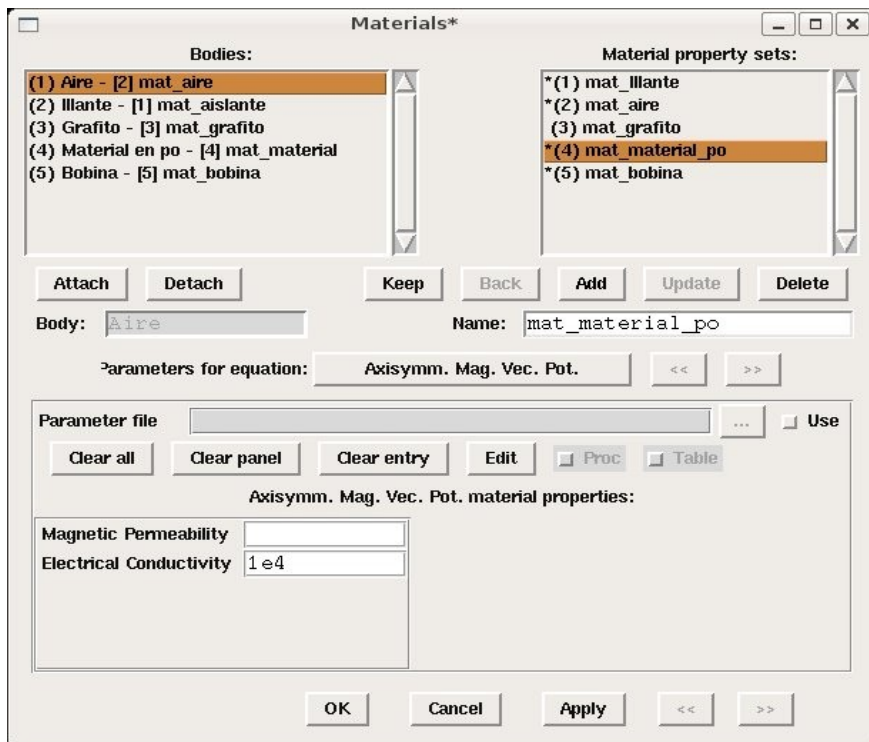 Materials*
Bodies:
Material property sets:
(1) Aire - [2] mat_aire
(2) Illante - [1] mat_aislante
(3) Grafito - [3] mat_grafito
(4) Material en po - [4] mat_material
(5) Bobina - [5] mat_bobina
*(1) mat_Illante
*(2) mat_aire
(3) mat_grafito
*(4) mat_material_po
*(5) mat_bobina
Attach Detach Keep Back Add Update Delete
Body: Aire Name: mat_material_po
Parameters for equation: Axisymm. Mag. Vec. Pot. << >>
Parameter file ... Use
Clear all Clear panel Clear entry Edit Proc Table
Axisymm. Mag. Vec. Pot. material properties:
Magnetic Permeability
Electrical Conductivity 1e4
OK Cancel Apply << >>